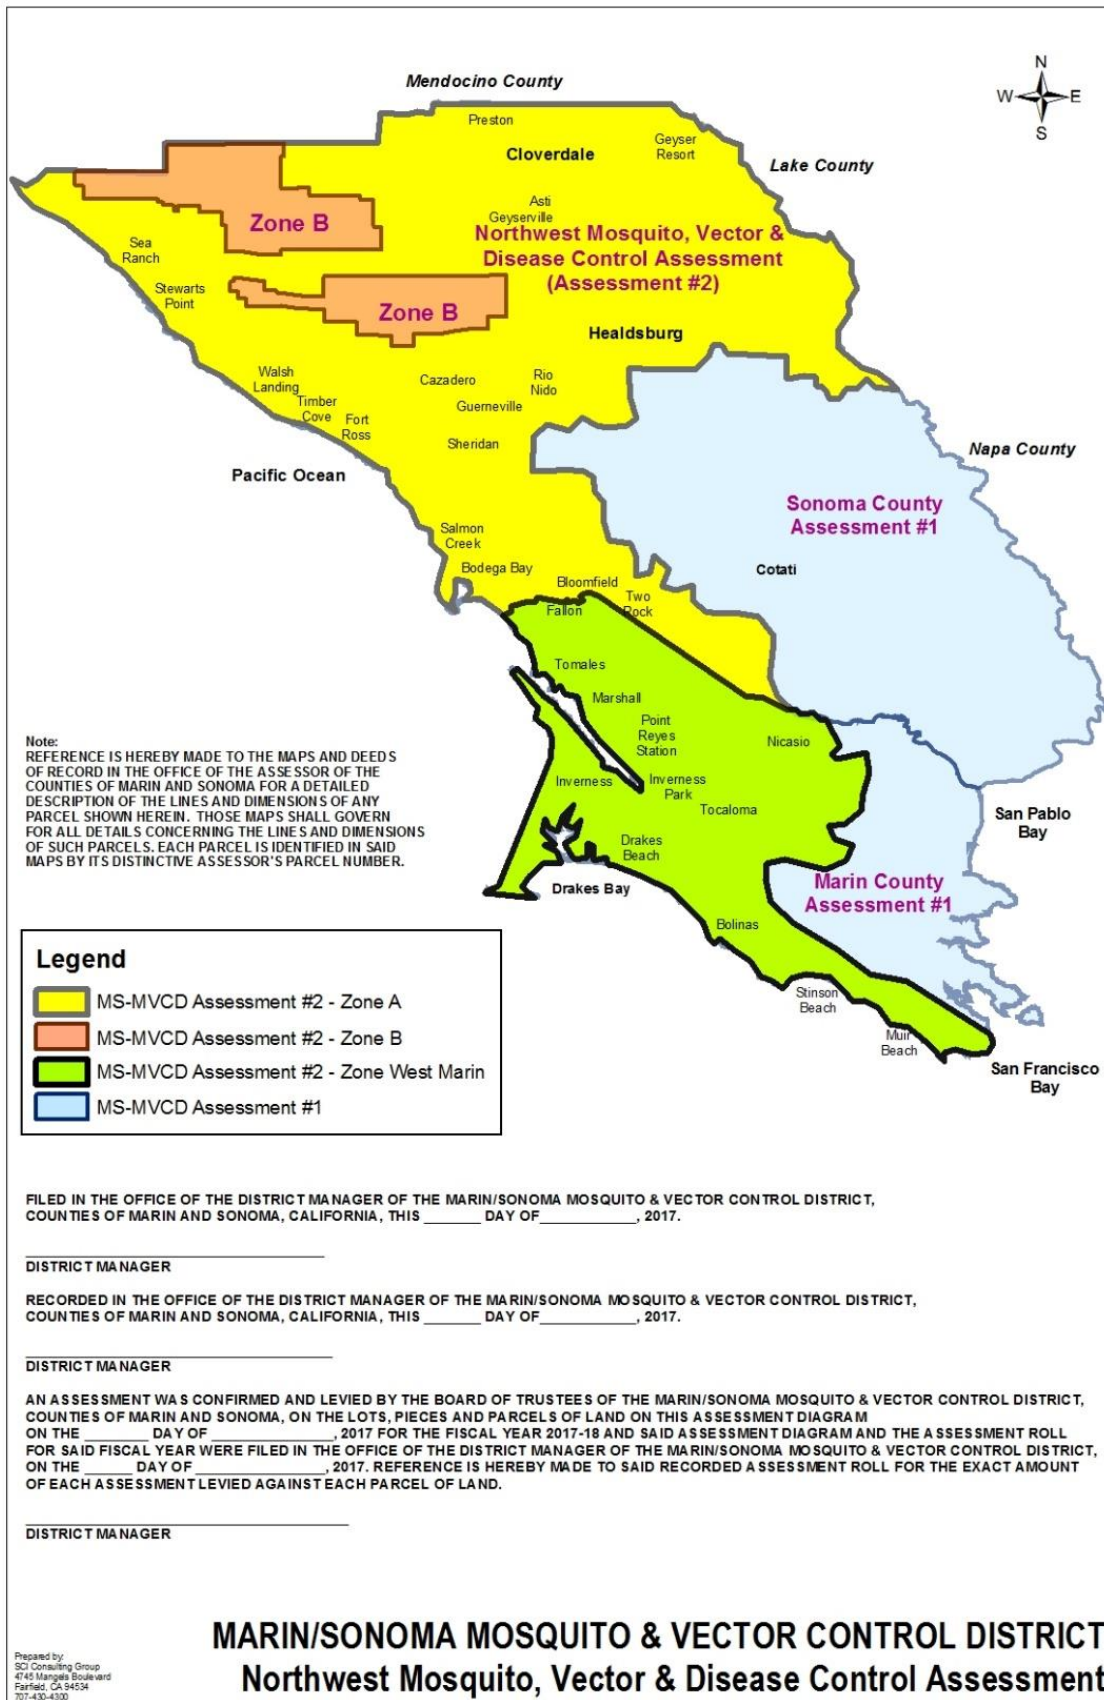 Mendocino County
N
W
E
S
Preston
Cloverdale
Geyser
Resort
Lake County
Asti
Geyserville
Zone B
Northwest Mosquito, Vector &
Disease Control Assessment
(Assessment #2)
Sea
Ranch
Stewarts
Point
Zone B
Healdsburg
Walsh
Landing
Cazadero
Rio
Nido
Timber
Cove
Guerneville
Fort
Ross
Sheridan
Napa County
Pacific Ocean
Sonoma County
Assessment #1
Salmon
Creek
Bodega Bay
Cotati
Bloomfield
Two
Rock
Fallon
Tomales
Marshall
Point
Reyes
Station
Nicasio
Note:
REFERENCE IS HEREBY MADE TO THE MAPS AND DEEDS
OF RECORD IN THE OFFICE OF THE ASSESSOR OF THE
COUNTIES OF MARIN AND SONOMA FOR A DETAILED
DESCRIPTION OF THE LINES AND DIMENSIONS OF ANY
PARCEL SHOWN HEREIN. THOSE MAPS SHALL GOVERN
FOR ALL DETAILS CONCERNING THE LINES AND DIMENSIONS
OF SUCH PARCELS. EACH PARCEL IS IDENTIFIED IN SAID
MAPS BY ITS DISTINCTIVE ASSESSOR'S PARCEL NUMBER.
Inverness
Inverness
Park
Tocaloma
San Pablo
Bay
Drakes
Beach
Drakes Bay
Marin County
Assessment #1
Bolinas
Stinson
Beach
Muir
Beach
San Francisco
Bay
Legend
MS-MVCD Assessment #2 - Zone A
MS-MVCD Assessment #2 - Zone B
MS-MVCD Assessment #2 - Zone West Marin
MS-MVCD Assessment #1
FILED IN THE OFFICE OF THE DISTRICT MANAGER OF THE MARIN/SONOMA MOSQUITO & VECTOR CONTROL DISTRICT,
COUNTIES OF MARIN AND SONOMA, CALIFORNIA, THIS _______ DAY OF____________, 2017.
DISTRICT MANAGER
RECORDED IN THE OFFICE OF THE DISTRICT MANAGER OF THE MARIN/SONOMA MOSQUITO & VECTOR CONTROL DISTRICT,
COUNTIES OF MARIN AND SONOMA, CALIFORNIA, THIS _______ DAY OF____________, 2017.
DISTRICT MANAGER
AN ASSESSMENT WAS CONFIRMED AND LEVIED BY THE BOARD OF TRUSTEES OF THE MARIN/SONOMA MOSQUITO & VECTOR CONTROL DISTRICT,
COUNTIES OF MARIN AND SONOMA, ON THE LOTS, PIECES AND PARCELS OF LAND ON THIS ASSESSMENT DIAGRAM
ON THE ________ DAY OF _______________, 2017 FOR THE FISCAL YEAR 2017-18 AND SAID ASSESSMENT DIAGRAM AND THE ASSESSMENT ROLL
FOR SAID FISCAL YEAR WERE FILED IN THE OFFICE OF THE DISTRICT MANAGER OF THE MARIN/SONOMA MOSQUITO & VECTOR CONTROL DISTRICT,
ON THE ______ DAY OF ________________, 2017. REFERENCE IS HEREBY MADE TO SAID RECORDED ASSESSMENT ROLL FOR THE EXACT AMOUNT
OF EACH ASSESSMENT LEVIED AGAINST EACH PARCEL OF LAND.
DISTRICT MANAGER
MARIN/SONOMA MOSQUITO & VECTOR CONTROL DISTRICT
Northwest Mosquito, Vector & Disease Control Assessment
Prepared by:
SCI Consulting Group
4745 Mangels Boulevard
Fairfield, CA 94534
707-430-4300